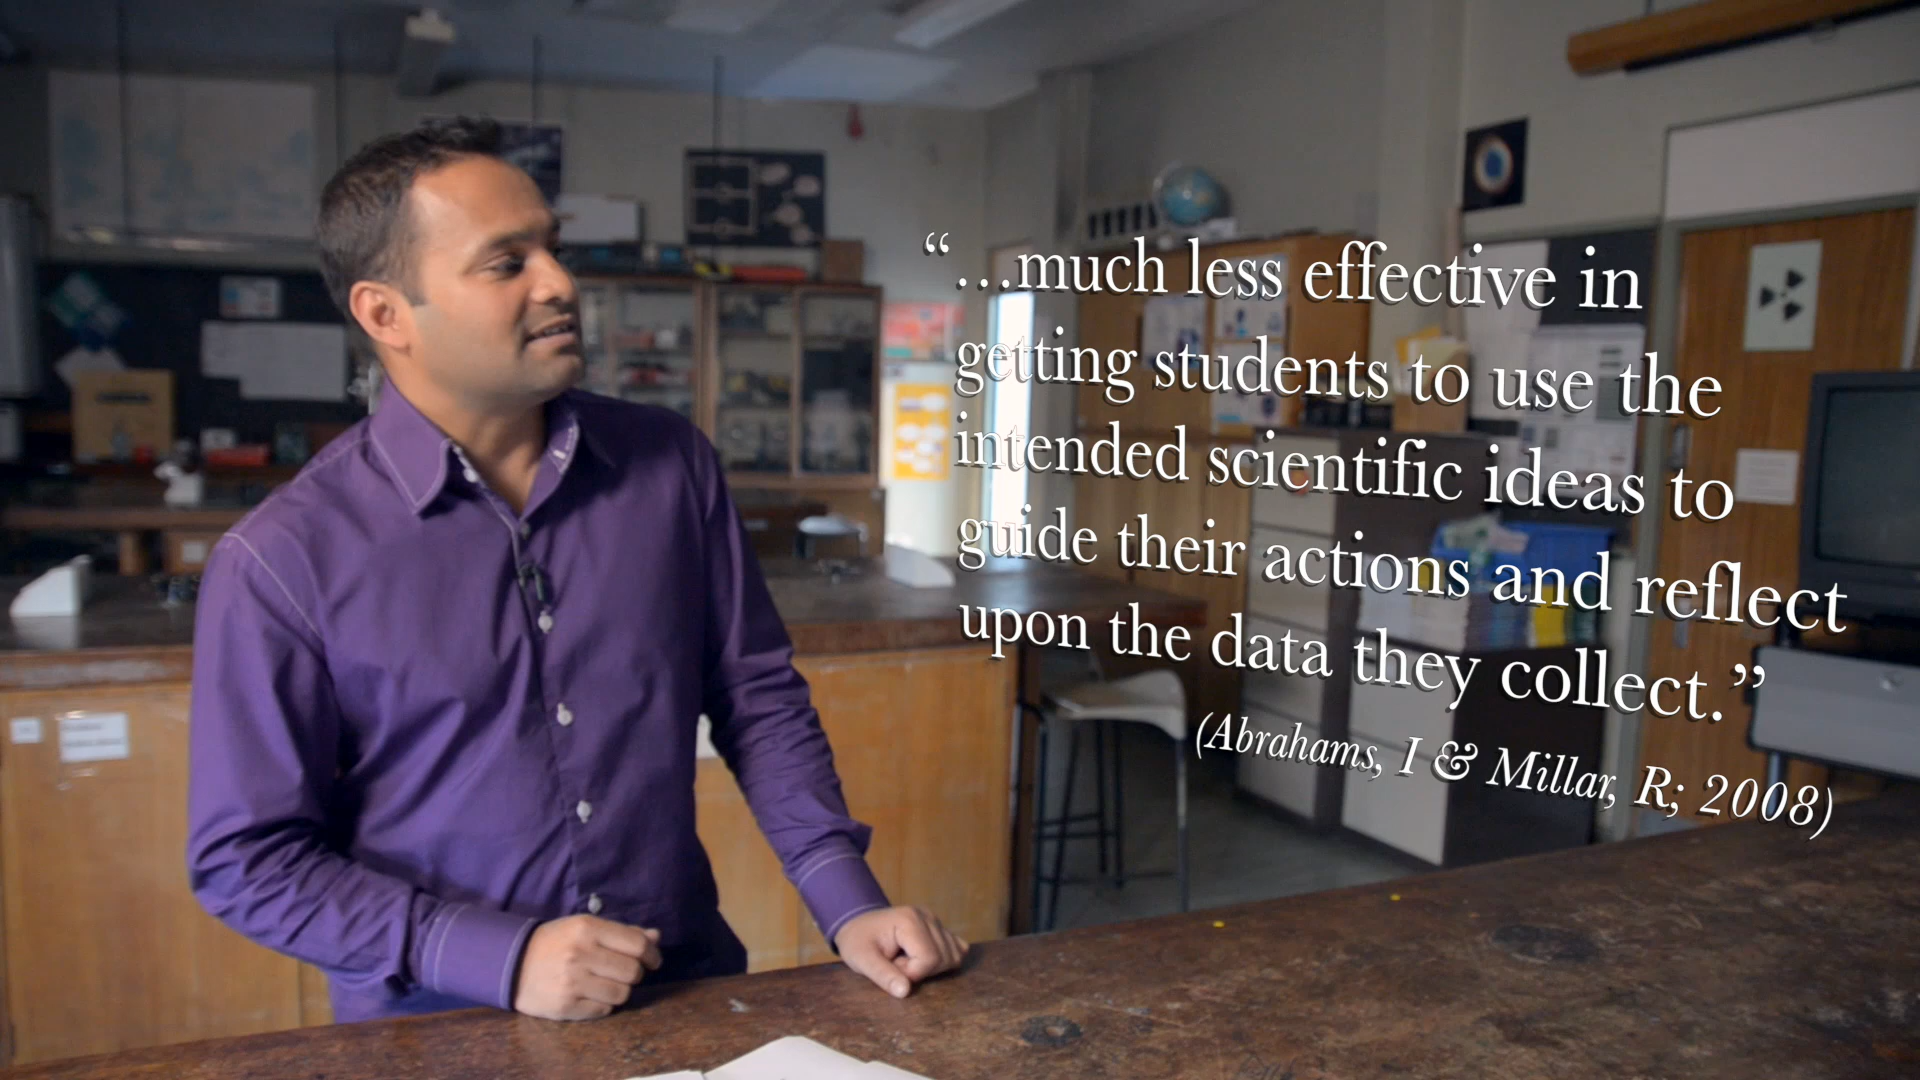 “…much less effective in
getting students to use the
intended scientific ideas to
guide their actions and reflect
upon the data they collect.”
(Abrahams, I & Millar, R; 2008)